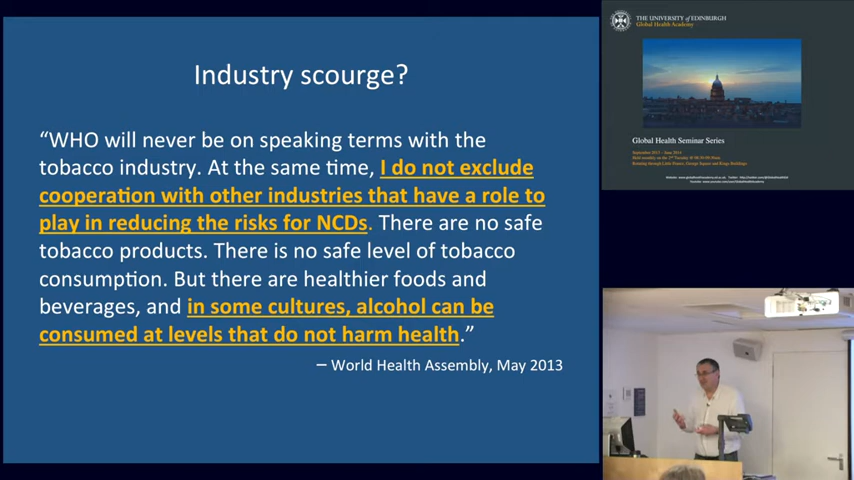 Industry scourge?
“WHO will never be on speaking terms with the
tobacco industry. At the same time, I do not exclude
cooperation with other industries that have a role to
play in reducing the risks for NCDs. There are no safe
tobacco products. There is no safe level of tobacco
consumption. But there are healthier foods and
beverages, and in some cultures, alcohol can be
consumed at levels that do not harm health.”
– World Health Assembly, May 2013
THE UNIVERSITY of EDINBURGH
Global Health Academy
Global Health Seminar Series